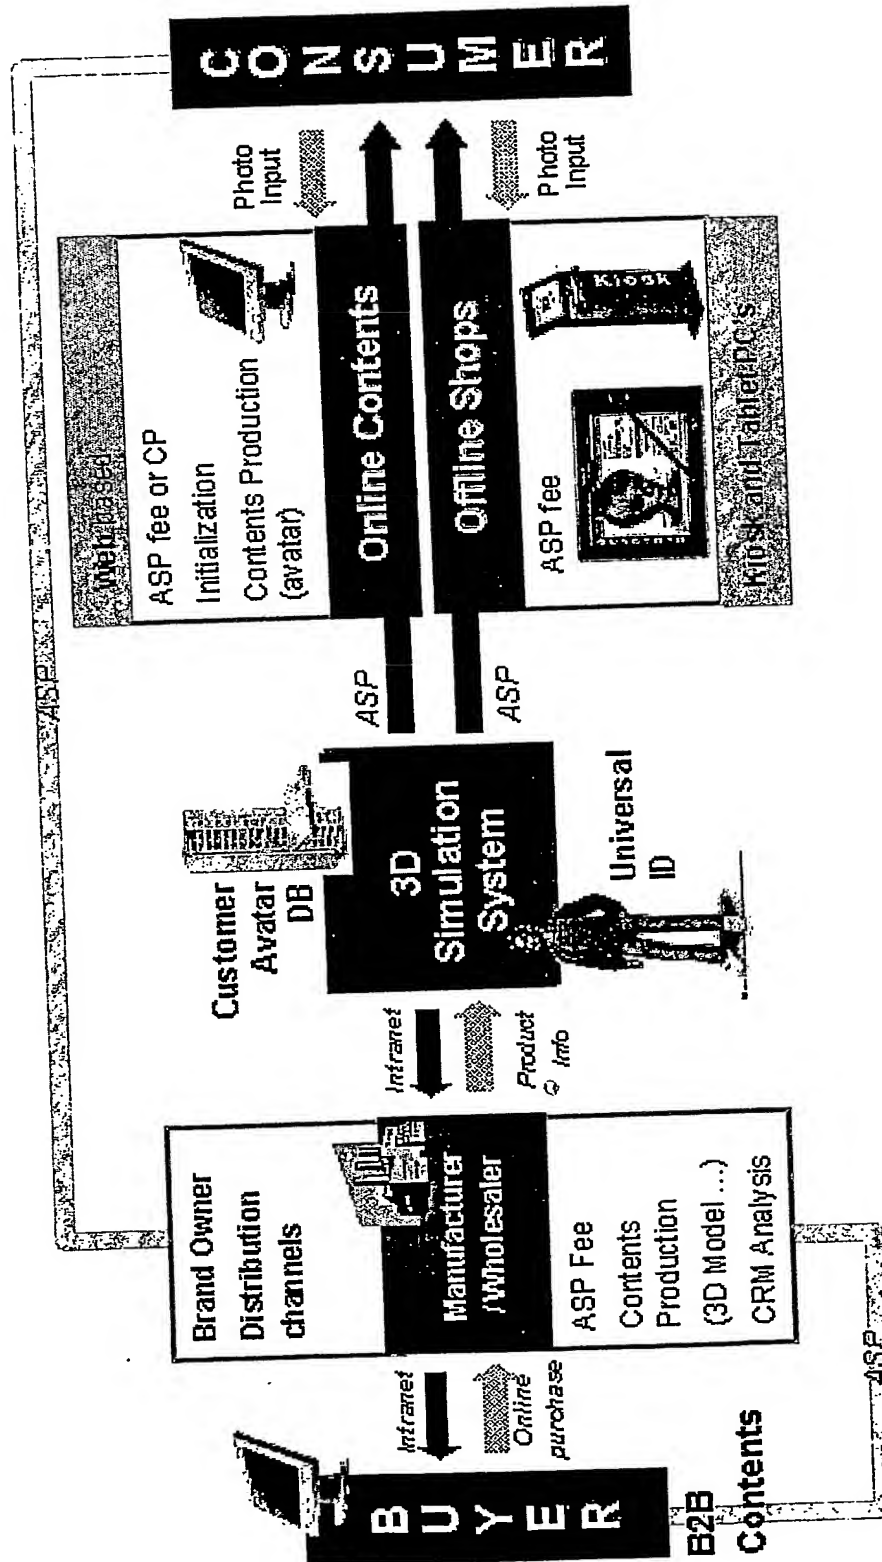 BUYER
B2B
Contents
Intranet
Online
purchase
Brand Owner
Distribution
channels
Manufacturer
/Wholesaler
ASP Fee
Contents
Production
(3D Model...)
CRM Analysis
ASP
ASP
Intranet
Product
Info
Customer
Avatar
DB
3D
Simulation
System
Universal
ID
ASP
ASP
Web based
ASP fee or CP
Initialization
Contents Production
(avatar)
Online Contents
Offline Shops
ASP fee
Kiosk
Kiosk and Tablet PC's
Photo
Input
Photo
Input
CONSUMER